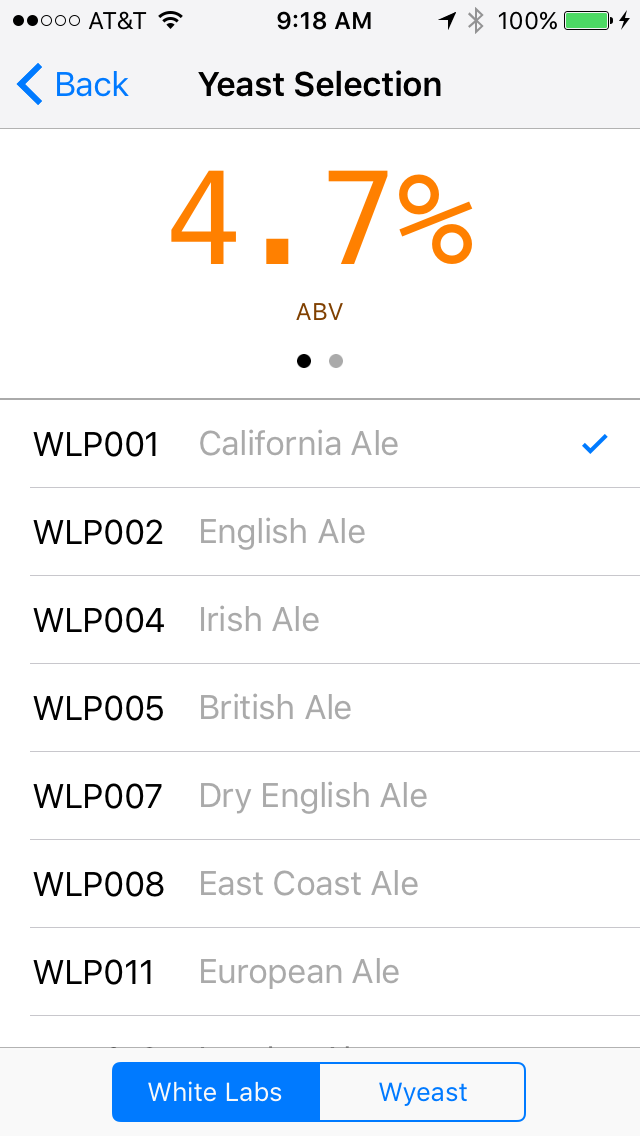 AT&T 9:18 AM 100%
Back Yeast Selection
4.7%
ABV
WLP001 California Ale
WLP002 English Ale
WLP004 Irish Ale
WLP005 British Ale
WLP007 Dry English Ale
WLP008 East Coast Ale
WLP011 European Ale
White Labs Wyeast